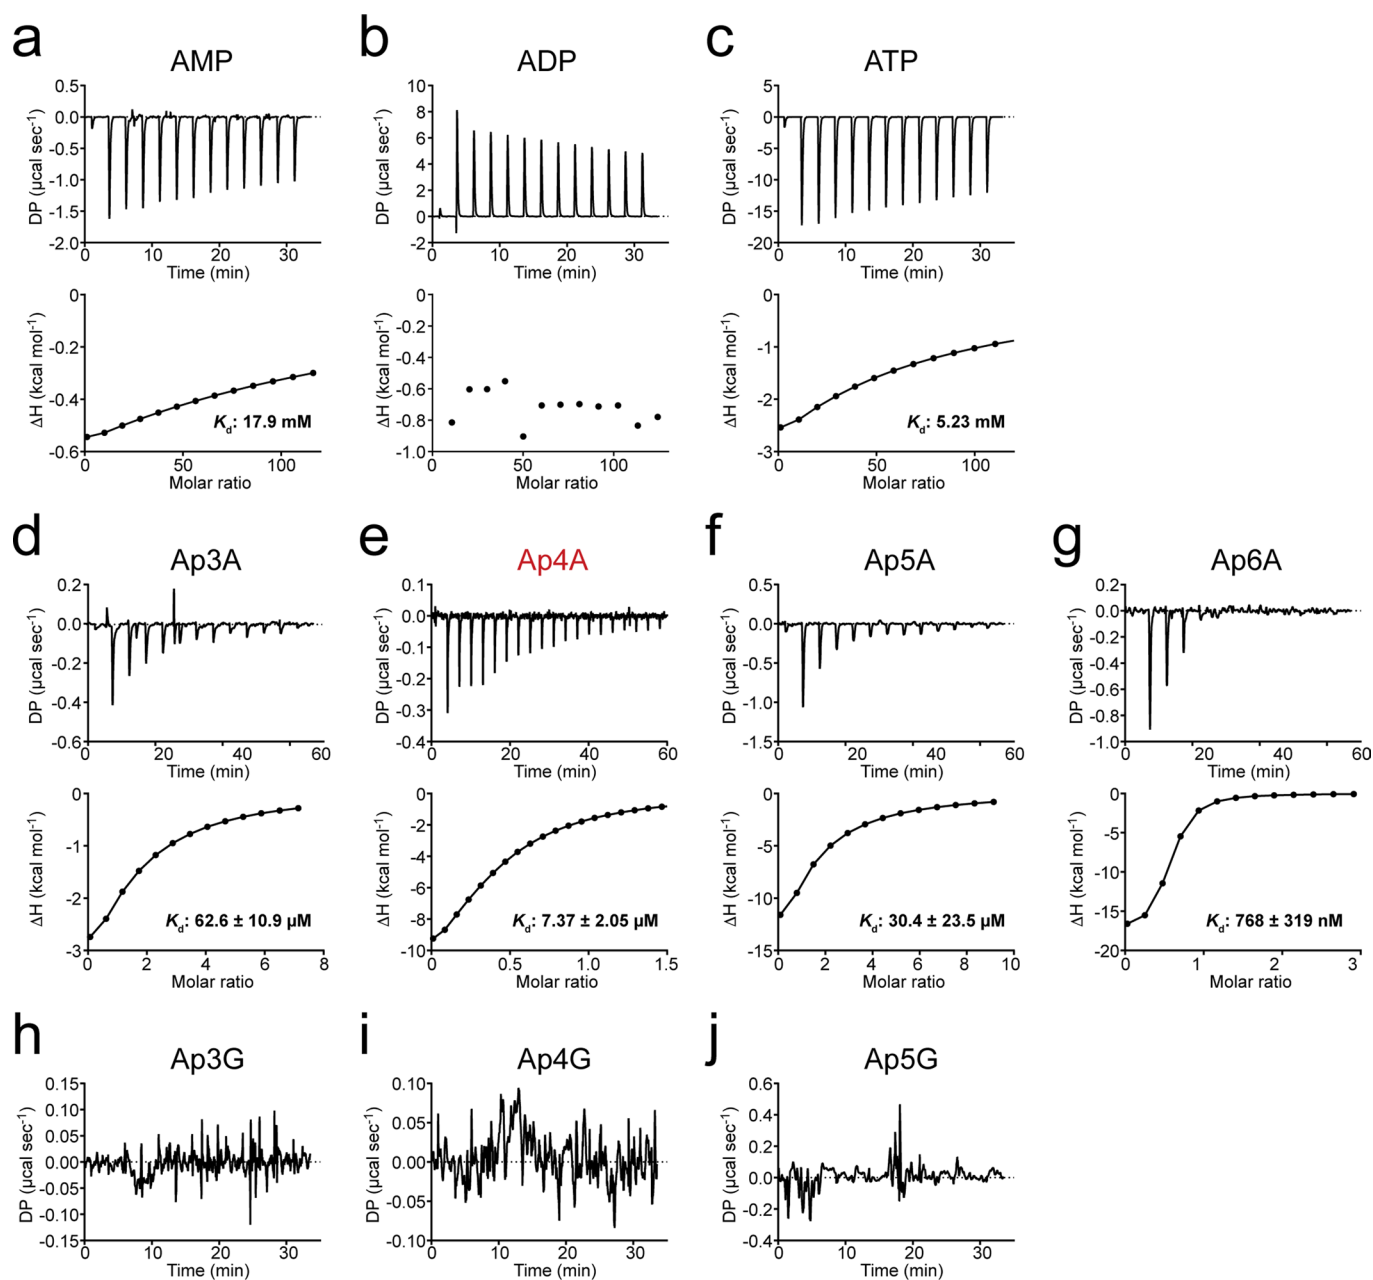 a
AMP
DP (µcal sec⁻¹)
0.5
0.0
-0.5
-1.0
-1.5
-2.0
0 10 20 30
Time (min)
ΔH (kcal mol⁻¹)
0
-0.2
-0.4
-0.6
Kd: 17.9 mM
0 50 100
Molar ratio
b
ADP
DP (µcal sec⁻¹)
10
8
6
4
2
0
-2
0 10 20 30
Time (min)
ΔH (kcal mol⁻¹)
0
-0.2
-0.4
-0.6
-0.8
-1.0
0 50 100
Molar ratio
c
ATP
DP (µcal sec⁻¹)
5
0
-5
-10
-15
-20
0 10 20 30
Time (min)
ΔH (kcal mol⁻¹)
0
-1
-2
-3
Kd: 5.23 mM
0 50 100
Molar ratio
d
Ap3A
DP (µcal sec⁻¹)
0.2
0.0
-0.2
-0.4
-0.6
0 20 40 60
Time (min)
ΔH (kcal mol⁻¹)
0
-1
-2
-3
Kd: 62.6 ± 10.9 µM
0 2 4 6 8
Molar ratio
e
Ap4A
DP (µcal sec⁻¹)
0.1
0.0
-0.1
-0.2
-0.3
-0.4
0 20 40 60
Time (min)
ΔH (kcal mol⁻¹)
0
-2
-4
-6
-8
-10
Kd: 7.37 ± 2.05 µM
0 0.5 1.0 1.5
Molar ratio
f
Ap5A
DP (µcal sec⁻¹)
0.5
0.0
-0.5
-1.0
-1.5
0 20 40 60
Time (min)
ΔH (kcal mol⁻¹)
0
-5
-10
-15
Kd: 30.4 ± 23.5 µM
0 2 4 6 8 10
Molar ratio
g
Ap6A
DP (µcal sec⁻¹)
0.2
0.0
-0.2
-0.4
-0.6
-0.8
-1.0
0 20 40 60
Time (min)
ΔH (kcal mol⁻¹)
0
-5
-10
-15
-20
Kd: 768 ± 319 nM
0 1 2 3
Molar ratio
h
Ap3G
DP (µcal sec⁻¹)
0.15
0.10
0.05
0.00
-0.05
-0.10
-0.15
0 10 20 30
Time (min)
i
Ap4G
DP (µcal sec⁻¹)
0.10
0.05
0.00
-0.05
-0.10
0 10 20 30
Time (min)
j
Ap5G
DP (µcal sec⁻¹)
0.6
0.4
0.2
0.0
-0.2
-0.4
0 10 20 30
Time (min)